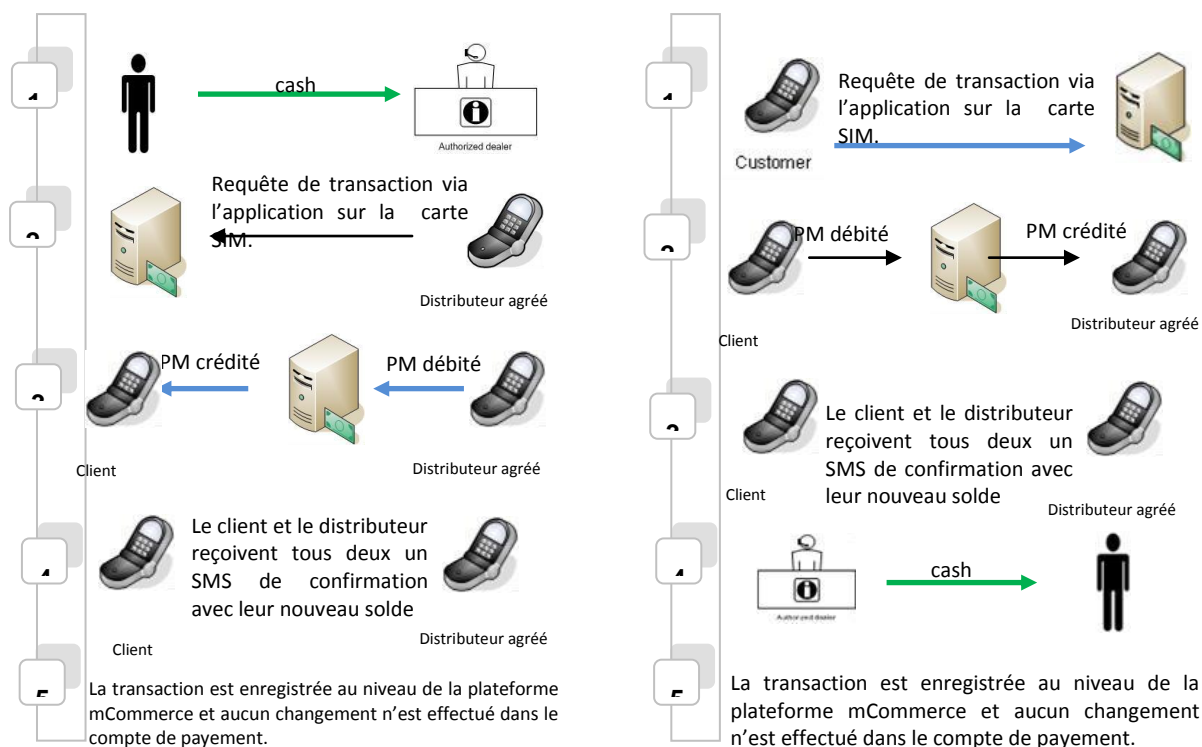 cash
Authorized dealer
Requête de transaction via
l'application sur la carte
SIM.
Distributeur agréé
PM crédité
PM débité
Client
Distributeur agréé
Le client et le distributeur
reçoivent tous deux un
SMS de confirmation
avec leur nouveau solde
Client
Distributeur agréé
La transaction est enregistrée au niveau de la plateforme
mCommerce et aucun changement n'est effectué dans le
compte de payement.
Requête de transaction via
l'application sur la carte
SIM.
Customer
PM débité
PM crédité
Client
Distributeur agréé
Le client et le distributeur
reçoivent tous deux un
SMS de confirmation avec
leur nouveau solde
Client
Distributeur agréé
cash
Authorized dealer
La transaction est enregistrée au niveau de la
plateforme mCommerce et aucun changement
n'est effectué dans le compte de payement.